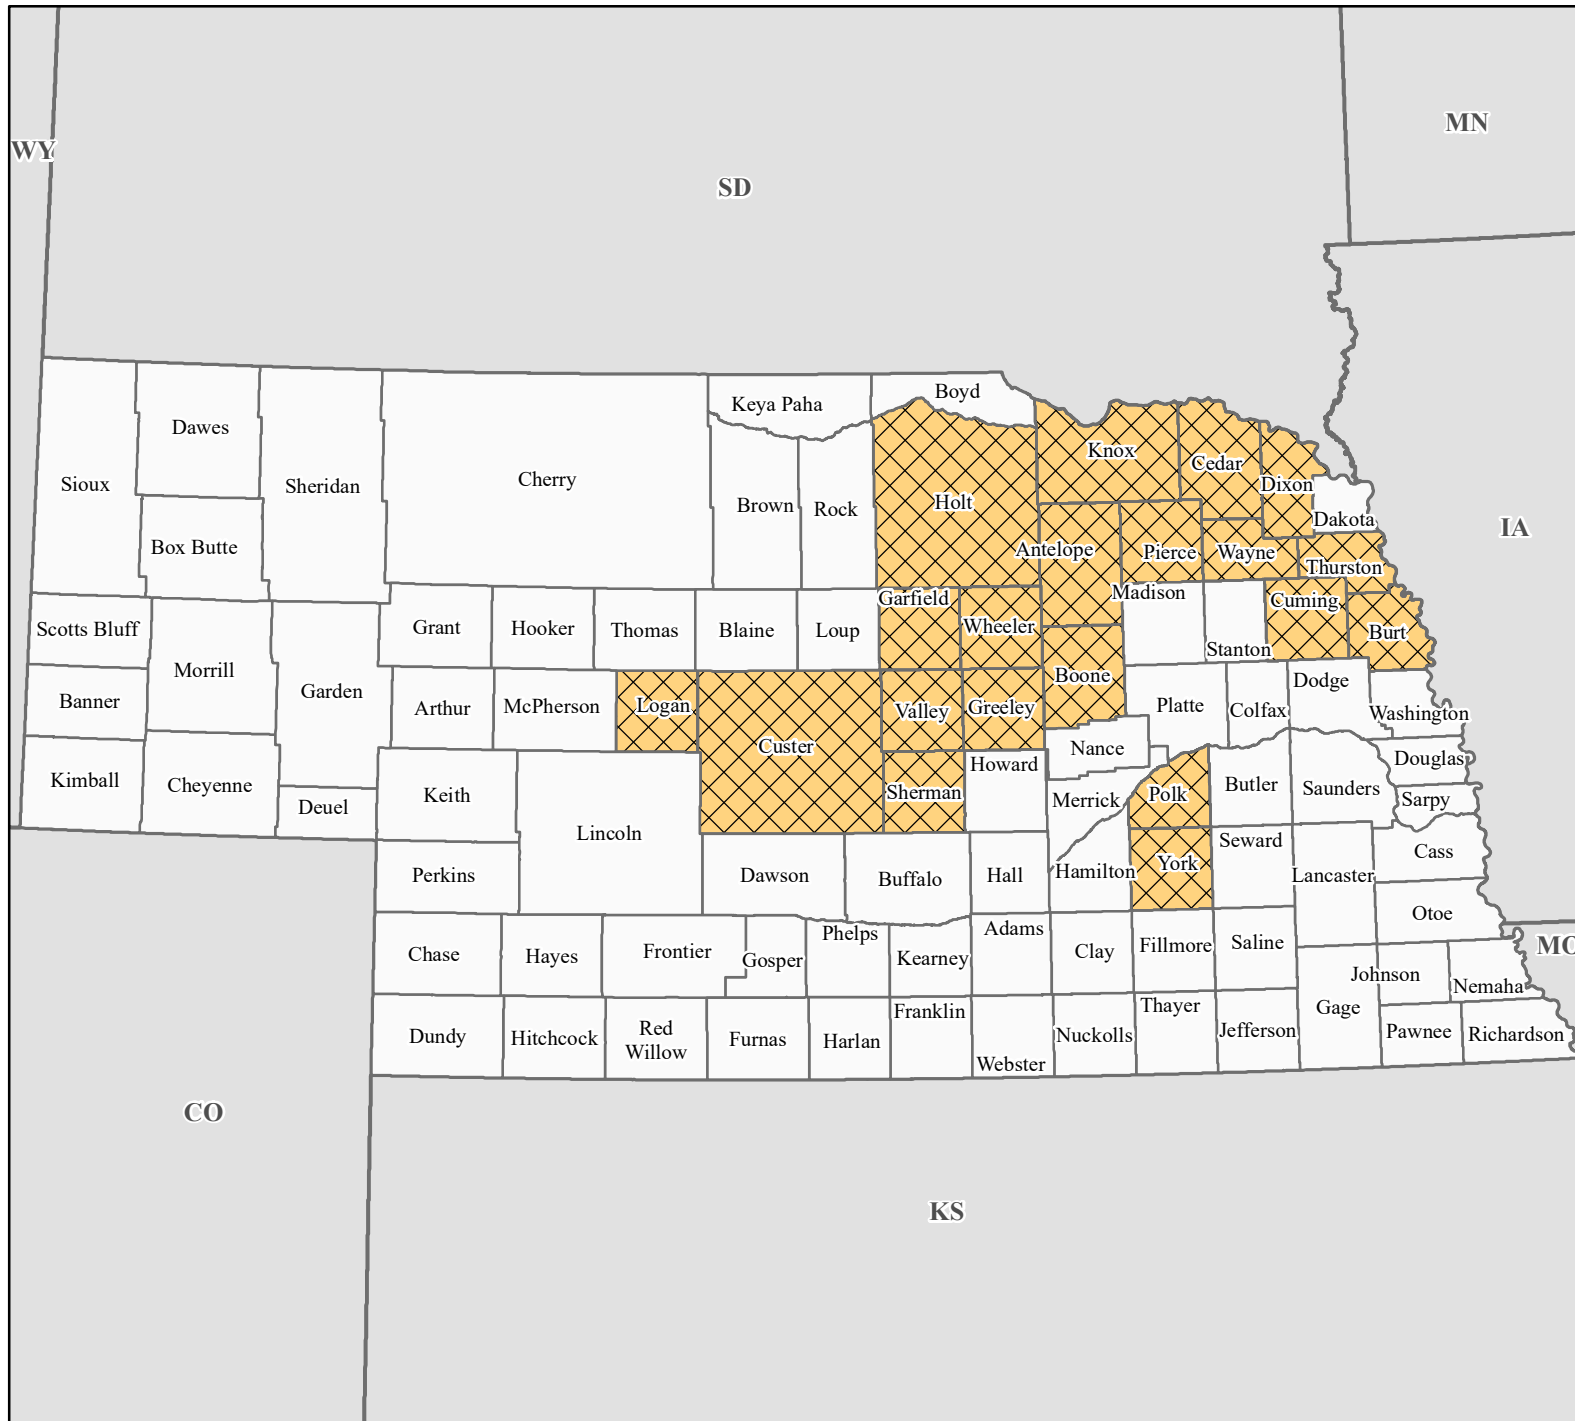 MN
WY
SD
Boyd
Keya Paha
Dawes
Knox
Cedar
Sioux
Sheridan
Cherry
Dixon
Brown
Rock
Holt
Dakota
IA
Box Butte
Antelope
Pierce
Wayne
Thurston
Madison
Garfield
Cuming
Scotts Bluff
Grant
Hooker
Thomas
Blaine
Loup
Wheeler
Burt
Stanton
Morrill
Boone
Dodge
Garden
Banner
Arthur
McPherson
Logan
Valley
Greeley
Platte
Colfax
Washington
Custer
Nance
Howard
Douglas
Kimball
Cheyenne
Keith
Sherman
Merrick
Polk
Butler
Saunders
Sarpy
Deuel
Lincoln
Seward
Cass
Perkins
Dawson
Buffalo
Hall
Hamilton
York
Lancaster
Otoe
Phelps
Adams
Chase
Hayes
Frontier
Gosper
Kearney
Clay
Fillmore
Saline
MO
Johnson
Nemaha
Franklin
Thayer
Gage
Dundy
Hitchcock
Red
Willow
Furnas
Harlan
Webster
Nuckolls
Jefferson
Pawnee
Richardson
CO
KS